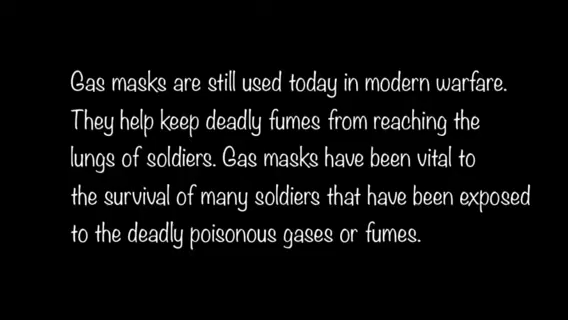 Gas masks are still used today in modern warfare.
They help keep deadly fumes from reaching the
lungs of soldiers. Gas masks have been vital to
the survival of many soldiers that have been exposed
to the deadly poisonous gases or fumes.